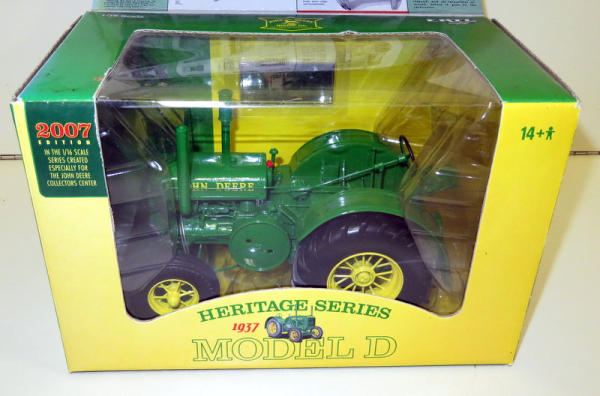 2007
EDITION
IN THE 1/16 SCALE
SERIES CREATED
ESPECIALLY FOR
THE JOHN DEERE
COLLECTORS CENTER
14+
JOHN DEERE
HERITAGE SERIES
1937
MODEL D